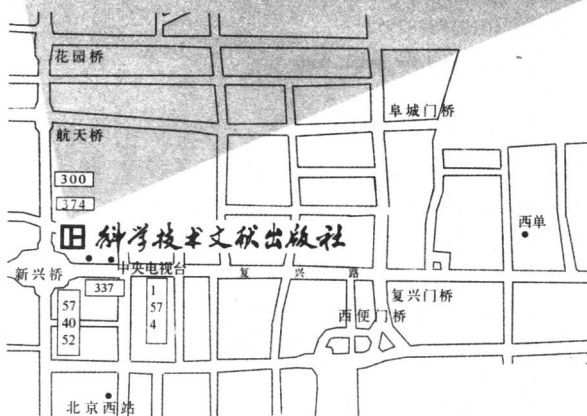 花园桥
阜城门桥
航天桥
300
374
西单
科学技术文献出版社
新兴桥
中央电视台
复兴路
337
1
57
4
57
40
52
复兴门桥
西便门桥
北京西站